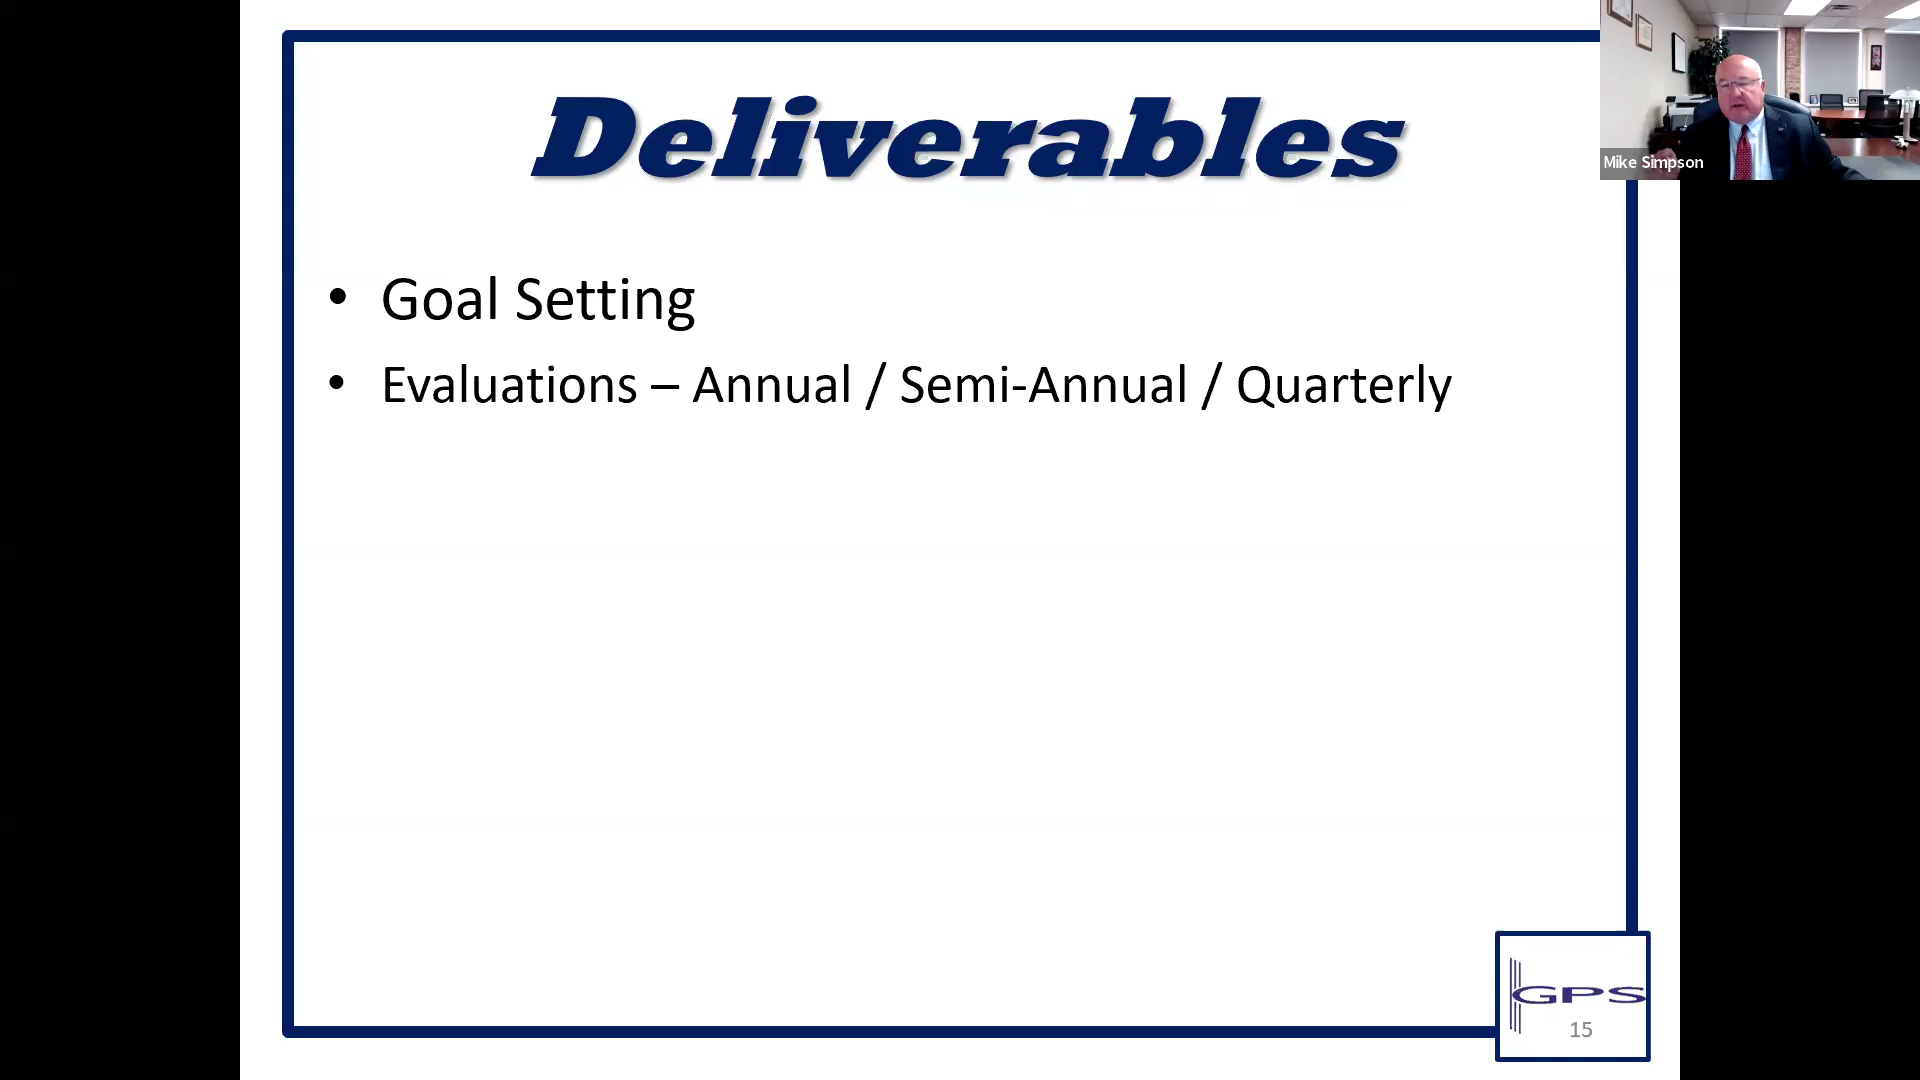 Deliverables
Mike Simpson
• Goal Setting
• Evaluations – Annual / Semi-Annual / Quarterly
GPS
15